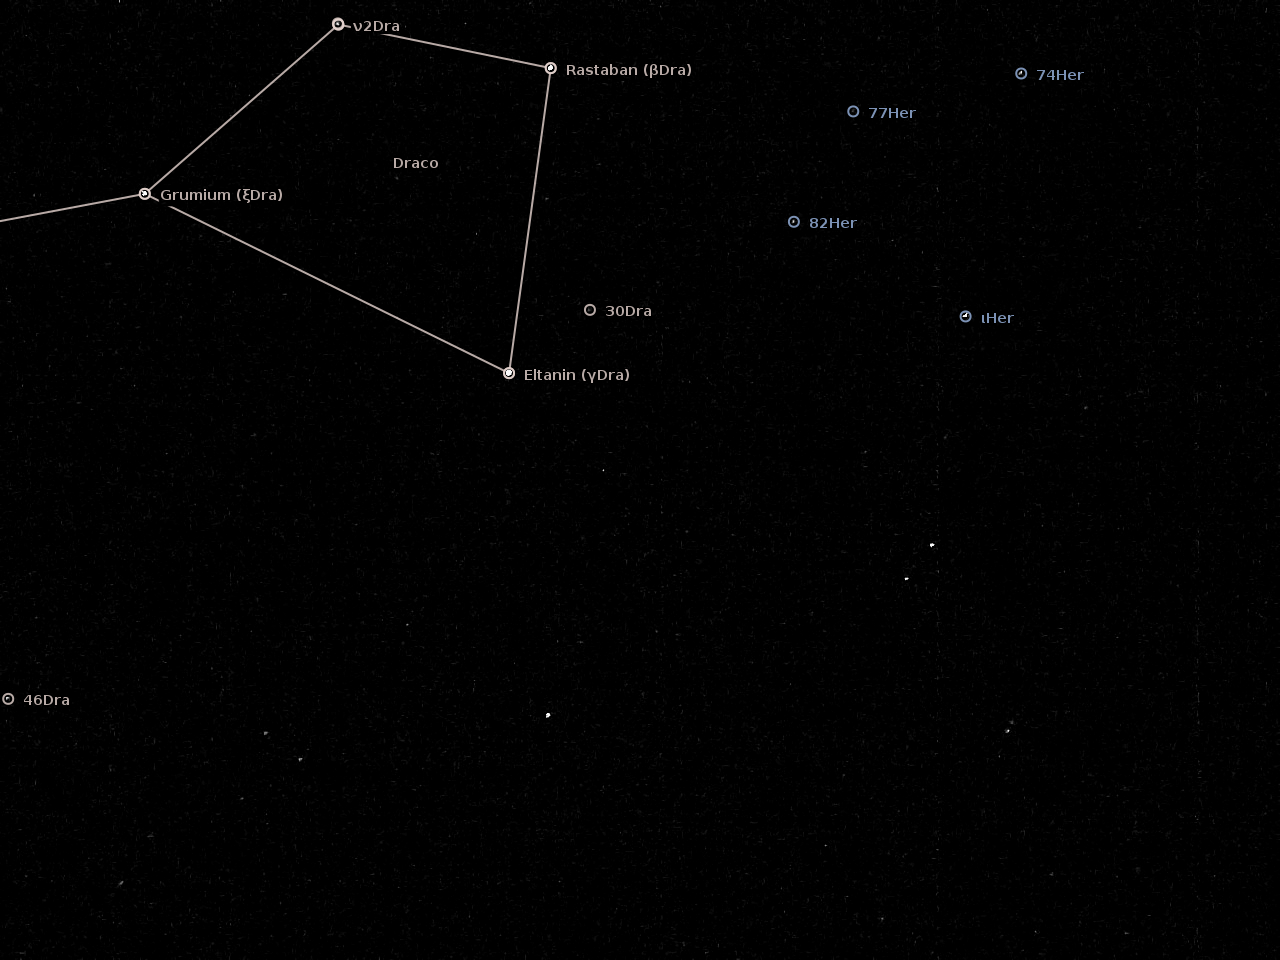 ν2Dra
Rastaban (βDra)
74Her
77Her
Draco
Grumium (ξDra)
82Her
30Dra
ιHer
Eltanin (γDra)
46Dra